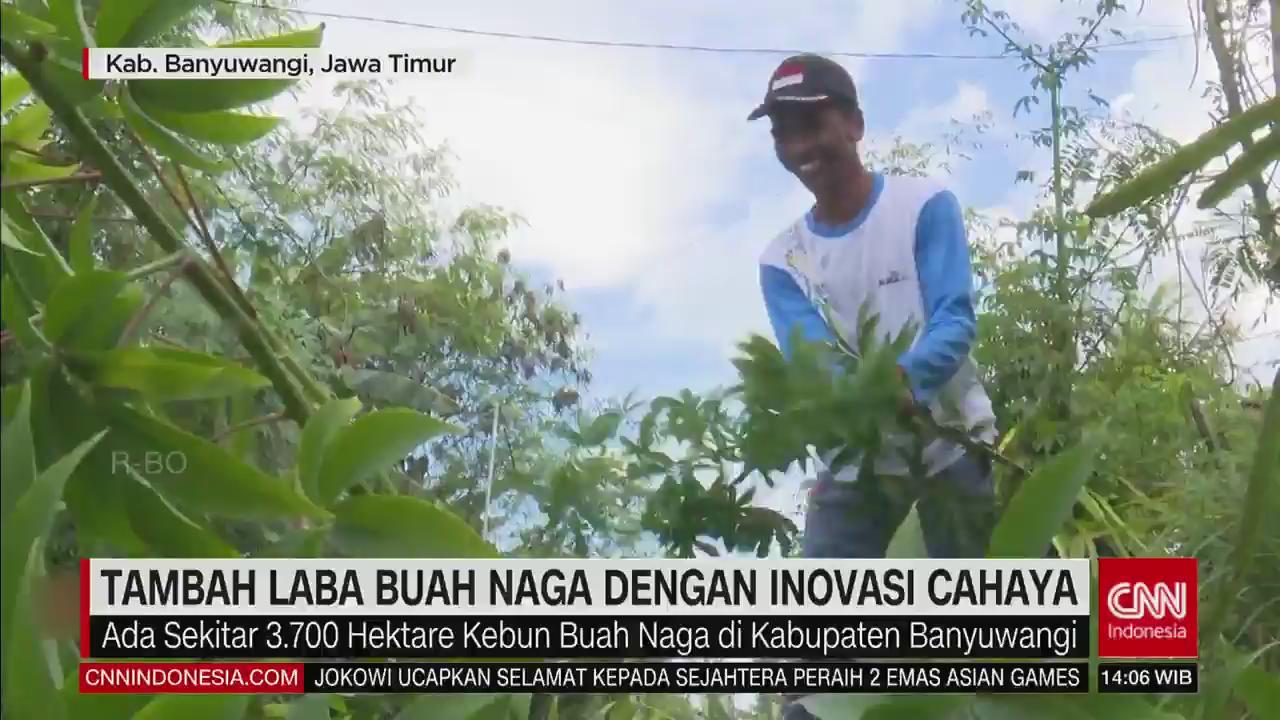 Kab. Banyuwangi, Jawa Timur
R-BO
TAMBAH LABA BUAH NAGA DENGAN INOVASI CAHAYA
Ada Sekitar 3.700 Hektare Kebun Buah Naga di Kabupaten Banyuwangi
CNN
Indonesia
CNNINDONESIA.COM JOKOWI UCAPKAN SELAMAT KEPADA SEJAHTERA PERAIH 2 EMAS ASIAN GAMES 14:06 WIB